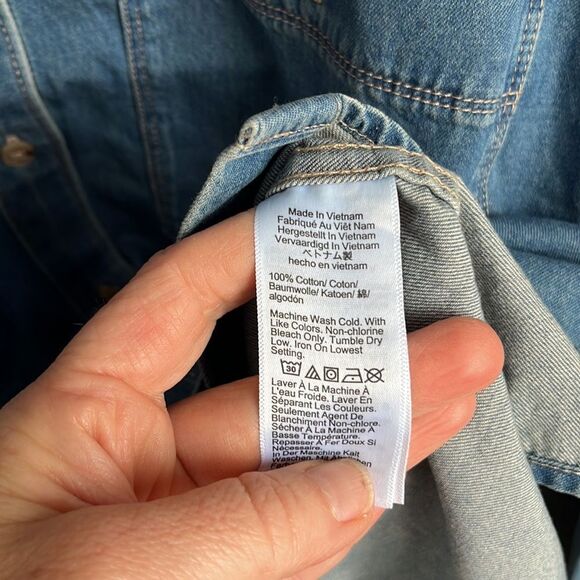 Made In Vietnam
Fabriqué Au Viêt Nam
Hergestellt In Vietnam
Vervaardigd In Vietnam
ベトナム製
hecho en vietnam
100% Cotton/ Coton/
Baumwolle/ Katoen/ 綿/
algodón
Machine Wash Cold. With
Like Colors. Non-chlorine
Bleach Only. Tumble Dry
Low. Iron On Lowest
Setting.
30
Laver À La Machine À
L'eau Froide. Laver En
Séparant Les Couleurs.
Seulement Agent De
Blanchiment Non-chlore.
Sécher À La Machine À
Basse Température.
Repasser À Fer Doux Si
Nécessaire.
In Der Maschine Kalt
Waschen. Mit Ähnlichen